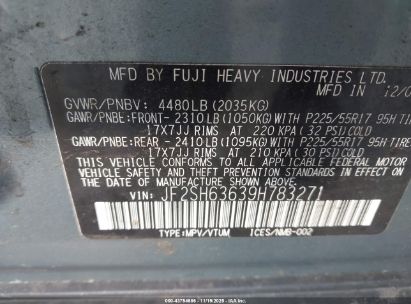 MFD BY FUJI HEAVY INDUSTRIES LTD. 12/0
GVWR/PNBV: 4480LB(2035KG)
GAWR/PNBE:FRONT-2310LB(1050KG)WITH P225/55R17 95H TIRE
17X7JJ RIMS AT 220 KPA(32 PSI)COLD
GAWR/PNBE:REAR -2410LB(1095KG)WITH P225/55R17 95H TIRE
17X7JJ RIMS AT 210 KPA(30 PSI)COLD
THIS VEHICLE CONFORMS TO ALL APPLICABLE FEDERAL MOTOR
VEHICLE SAFETY, BUMPER, AND THEFT PREVENTION STANDARDS
IN EFFECT ON THE DATE OF MANUFACTURE SHOWN ABOVE.
VIN: JF2SH63639H783271
TYPE:MPV/VTUM ICES/NMB-002